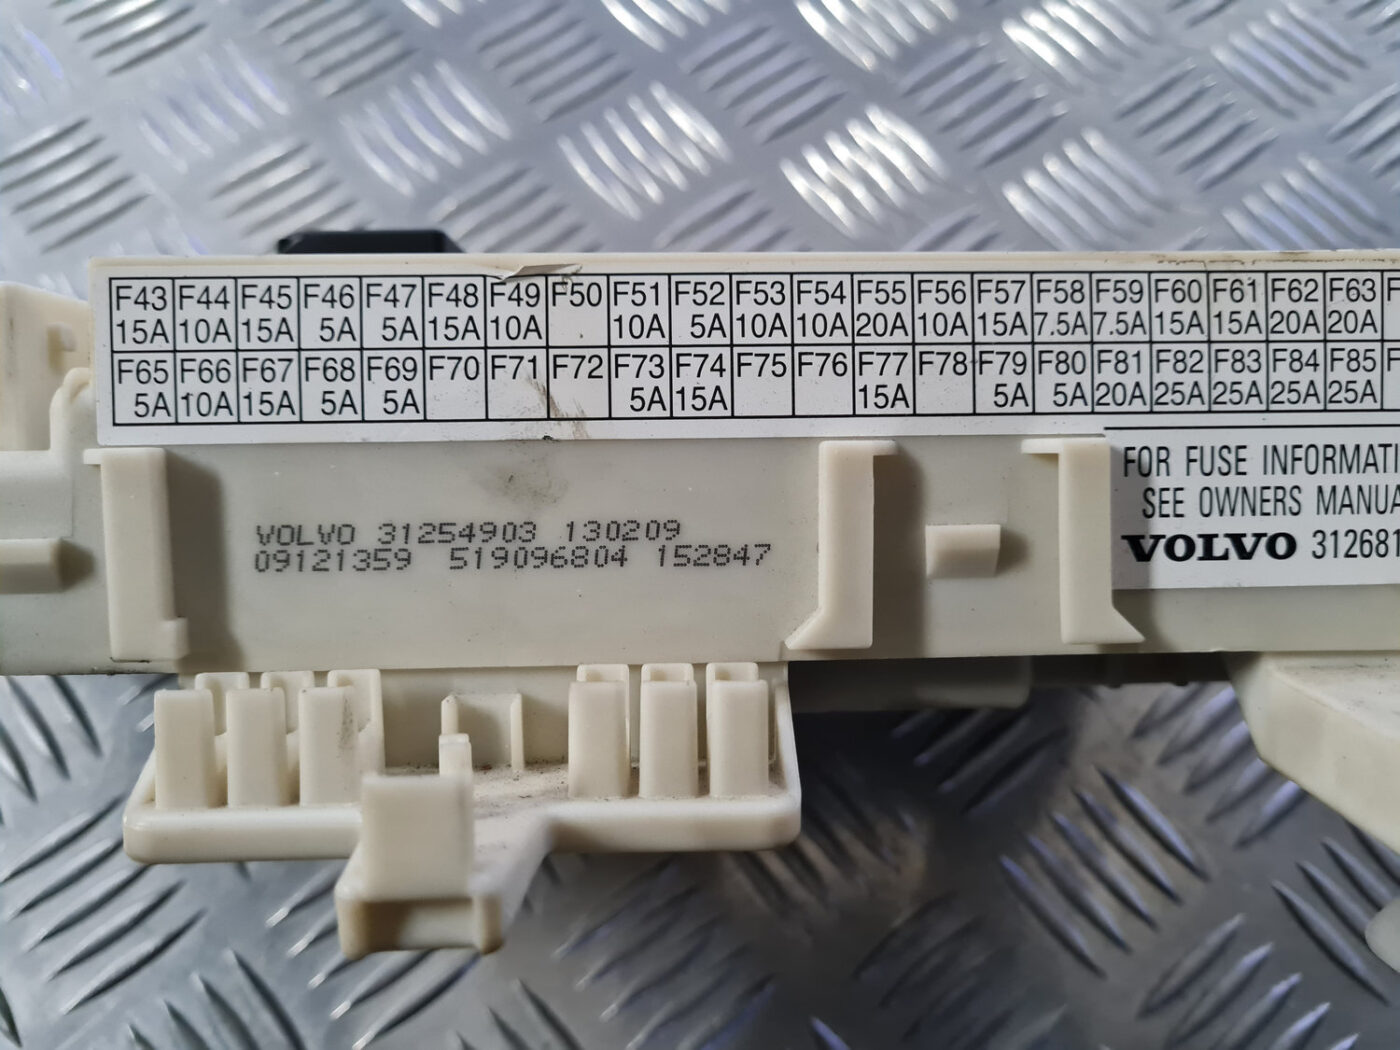 F43 F44 F45 F46 F47 F48 F49 F50 F51 F52 F53 F54 F55 F56 F57 F58 F59 F60 F61 F62 F63 F
15A 10A 15A 5A 5A 15A 10A 10A 5A 10A 10A 20A 10A 15A 7.5A 7.5A 15A 15A 20A 20A
F65 F66 F67 F68 F69 F70 F71 F72 F73 F74 F75 F76 F77 F78 F79 F80 F81 F82 F83 F84 F85 F
5A 10A 15A 5A 5A 5A 15A 15A 5A 5A 20A 25A 25A 25A 25A
FOR FUSE INFORMATI
SEE OWNERS MANUA
VOLVO 312681
VOLVO 31254903 130209
09121359 519096804 152847